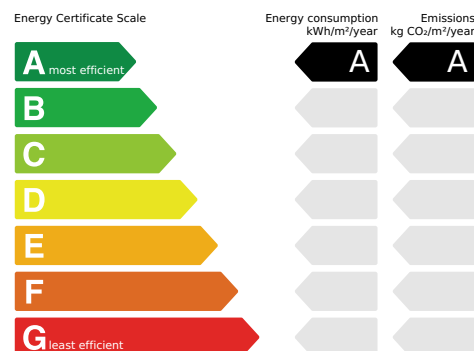 Energy Certificate Scale
Energy consumption
kWh/m²/year
Emissions
kg CO₂/m²/year
A most efficient
A
A
B
C
D
E
F
G least efficient